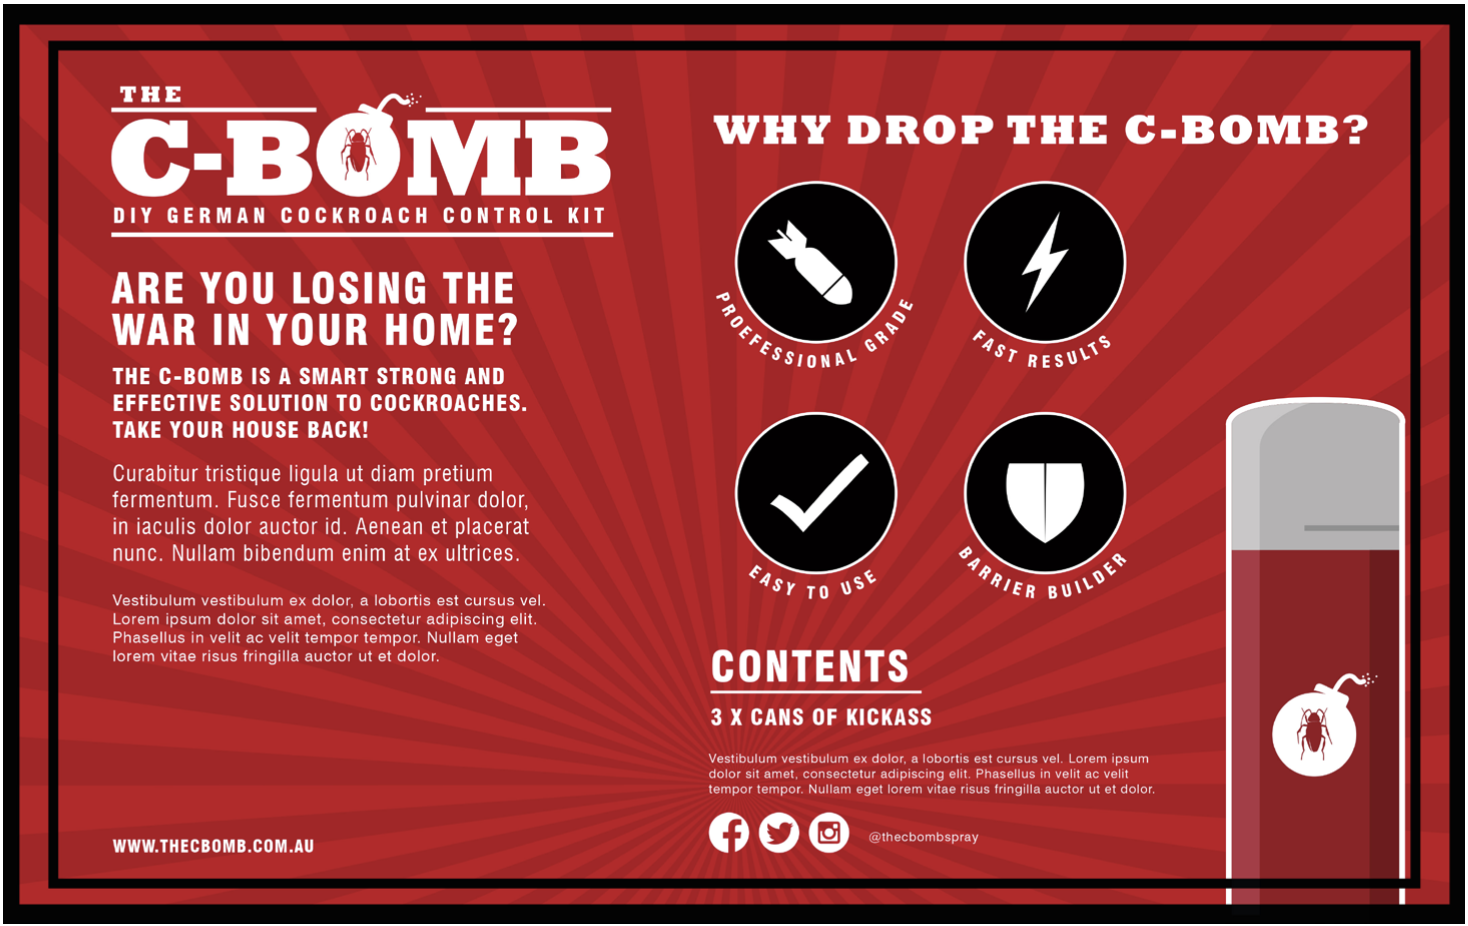 THE
C-BOMB
DIY GERMAN COCKROACH CONTROL KIT
ARE YOU LOSING THE
WAR IN YOUR HOME?
THE C-BOMB IS A SMART STRONG AND
EFFECTIVE SOLUTION TO COCKROACHES.
TAKE YOUR HOUSE BACK!
Curabitur tristique ligula ut diam pretium
fermentum. Fusce fermentum pulvinar dolor,
in iaculis dolor auctor id. Aenean et placerat
nunc. Nullam bibendum enim at ex ultrices.
Vestibulum vestibulum ex dolor, a lobortis est cursus vel.
Lorem ipsum dolor sit amet, consectetur adipiscing elit.
Phasellus in velit ac velit tempor tempor. Nullam eget
lorem vitae risus fringilla auctor ut et dolor.
WWW.THECBOMB.COM.AU
WHY DROP THE C-BOMB?
PROEFESSIONAL GRADE
FAST RESULTS
EASY TO USE
BARRIER BUILDER
CONTENTS
3 X CANS OF KICKASS
Vestibulum vestibulum ex dolor, a lobortis est cursus vel. Lorem ipsum
dolor sit amet, consectetur adipiscing elit. Phasellus in velit ac velit
tempor tempor. Nullam eget lorem vitae risus fringilla auctor ut et dolor.
@thecbombspray